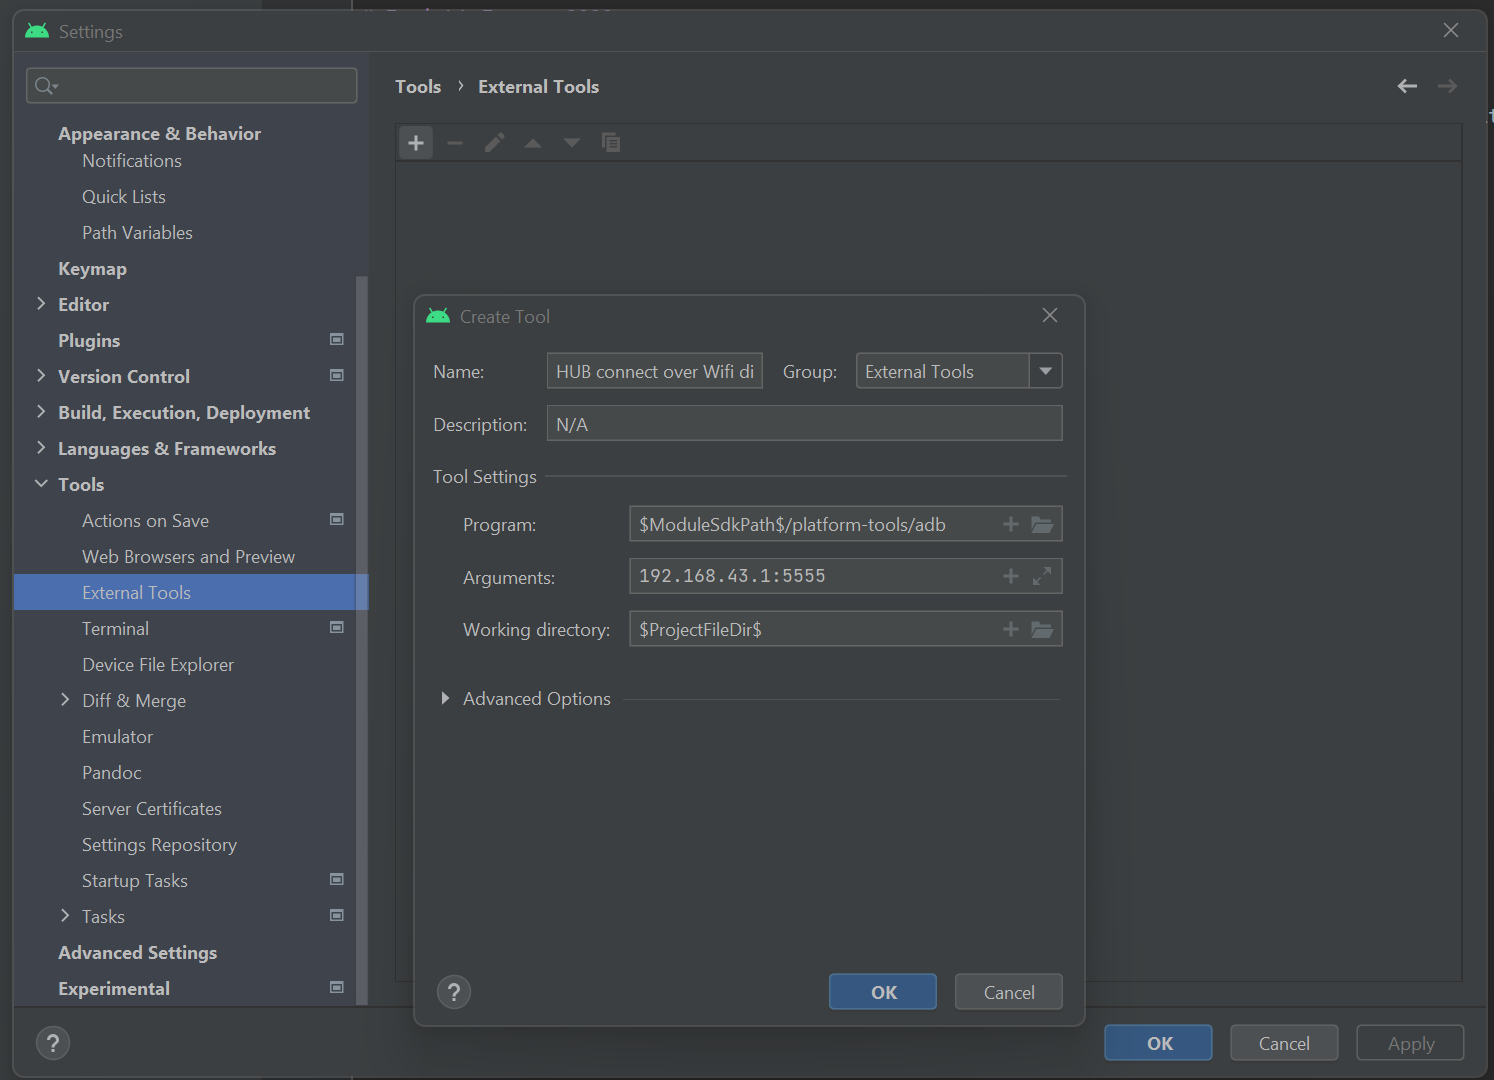 Settings
Tools › External Tools
Appearance & Behavior
Notifications
Quick Lists
Path Variables
Keymap
Editor
Plugins
Version Control
Build, Execution, Deployment
Languages & Frameworks
Tools
Actions on Save
Web Browsers and Preview
External Tools
Terminal
Device File Explorer
Diff & Merge
Emulator
Pandoc
Server Certificates
Settings Repository
Startup Tasks
Tasks
Advanced Settings
Experimental
Create Tool
Name: HUB connect over Wifi di Group: External Tools
Description: N/A
Tool Settings
Program: $ModuleSdkPath$/platform-tools/adb
Arguments: 192.168.43.1:5555
Working directory: $ProjectFileDir$
Advanced Options
? OK Cancel
? OK Cancel Apply